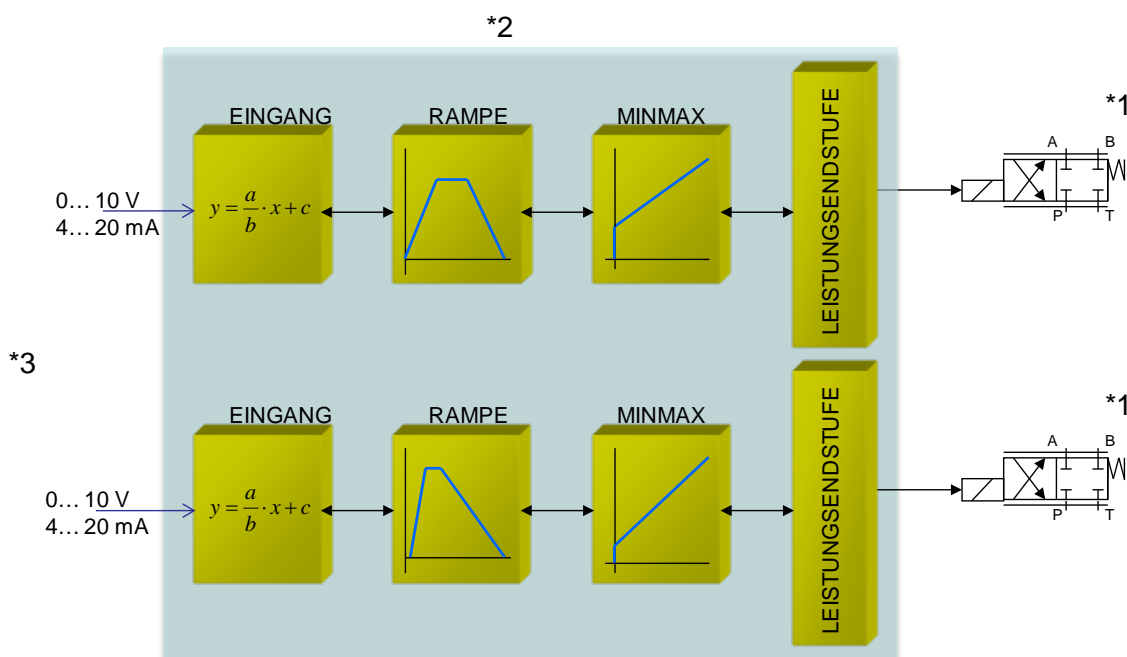 *2
EINGANG RAMPE MINMAX LEISTUNGSENDSTUFE *1
A B
0... 10 V
4... 20 mA
y = a/b · x + c
P T
*3
EINGANG RAMPE MINMAX LEISTUNGSENDSTUFE *1
A B
0... 10 V
4... 20 mA
y = a/b · x + c
P T